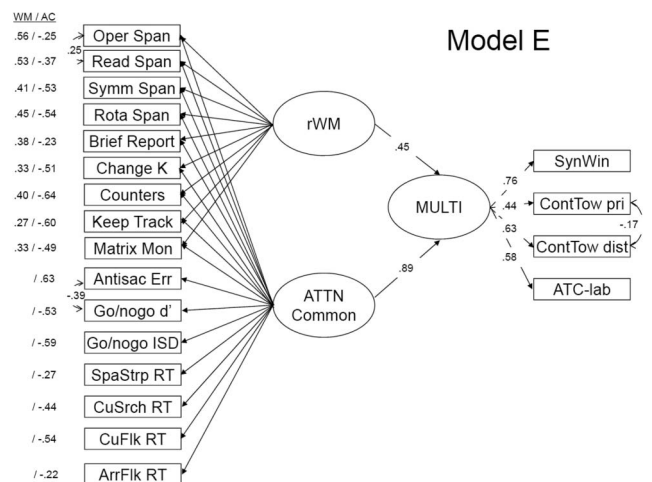 WM / AC
Model E
.56 / -.25 Oper Span
.25
.53 / -.37 Read Span
.41 / -.53 Symm Span
.45 / -.54 Rota Span
rWM
.38 / -.23 Brief Report
.45
.33 / -.51 Change K
SynWin
.76
.40 / -.64 Counters
MULTI
.44 ContTow pri
.27 / -.60 Keep Track
-.17
.63
.33 / -.49 Matrix Mon
ContTow dist
.58
.89
/ .63 Antisac Err
ATTN
Common
ATC-lab
-.39
/ -.53 Go/nogo d'
/ -.59 Go/nogo ISD
/ -.27 SpaStrp RT
/ -.44 CuSrch RT
/ -.54 CuFlk RT
/ -.22 ArrFlk RT